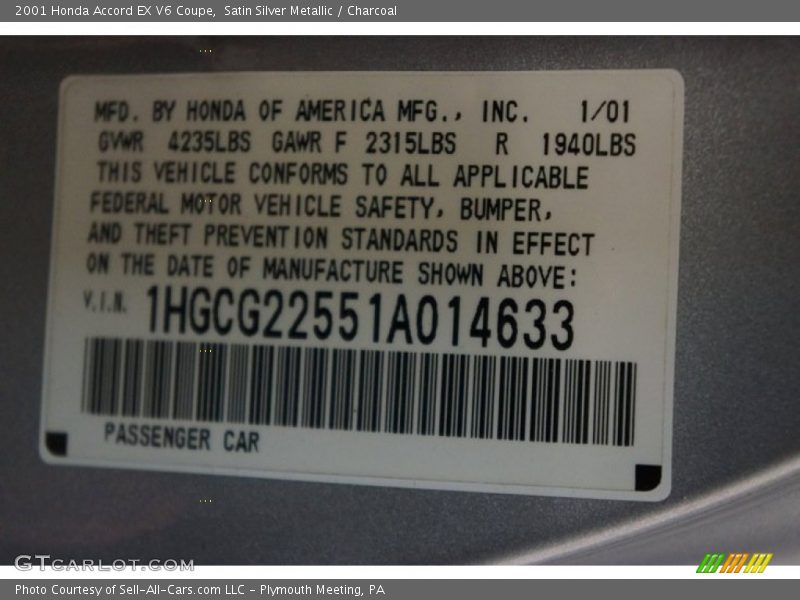 2001 Honda Accord EX V6 Coupe, Satin Silver Metallic / Charcoal
MFD. BY HONDA OF AMERICA MFG., INC. 1/01
GVWR 4235LBS GAWR F 2315LBS R 1940LBS
THIS VEHICLE CONFORMS TO ALL APPLICABLE
FEDERAL MOTOR VEHICLE SAFETY, BUMPER,
AND THEFT PREVENTION STANDARDS IN EFFECT
ON THE DATE OF MANUFACTURE SHOWN ABOVE:
V.I.N. 1HGCG22551A014633
PASSENGER CAR
GTCARLOT.COM
Photo Courtesy of Sell-All-Cars.com LLC - Plymouth Meeting, PA